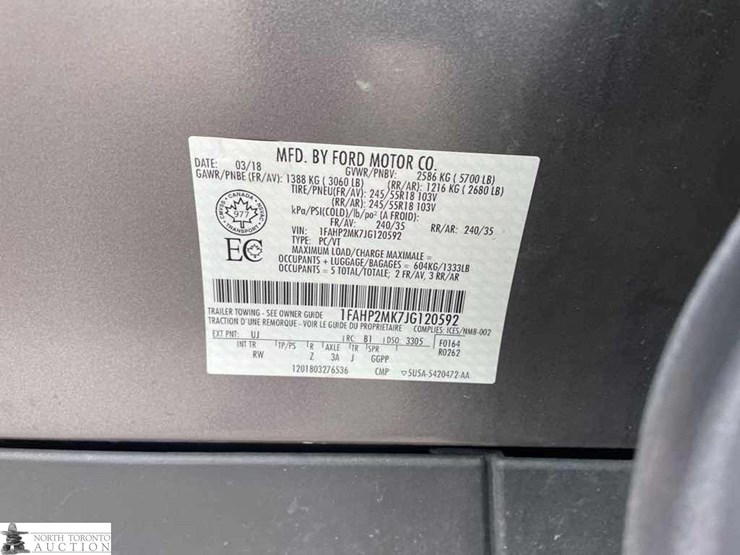 MFD. BY FORD MOTOR CO.
DATE: 03/18 GVWR/PNBV: 2586 KG ( 5700 LB)
GAWR/PNBE (FR/AV): 1388 KG ( 3060 LB) (RR/AR): 1216 KG ( 2680 LB)
TIRE/PNEU(FR/AV): 245/55R18 103V
(RR/AR): 245/55R18 103V
kPa/PSI(COLD)/lb/po² (A FROID):
FR/AV: 240/35 RR/AR: 240/35
VIN: 1FAHP2MK7JG120592
TYPE: PC/VT
MAXIMUM LOAD/CHARGE MAXIMALE =
OCCUPANTS + LUGGAGE/BAGAGES = 604KG/1333LB
OCCUPANTS = 5 TOTAL/TOTALE; 2 FR/AV, 3 RR/AR
CANADA
CMVSS NSVAC
977
TRANSPORT
EC
1FAHP2MK7JG120592
TRAILER TOWING - SEE OWNER GUIDE
TRACTION D'UNE REMORQUE - VOIR LE GUIDE DU PROPRIETAIRE COMPLIES ICES/NMB-002
EXT PNT: UJ RC: B1 DSO: 3305 F0164
INT TR TP/PS R AXLE TR SPR R0262
RW Z 3A J GGPP
1201803276536 CMP 5U5A-5420472-AA
NORTH TORONTO
AUCTION